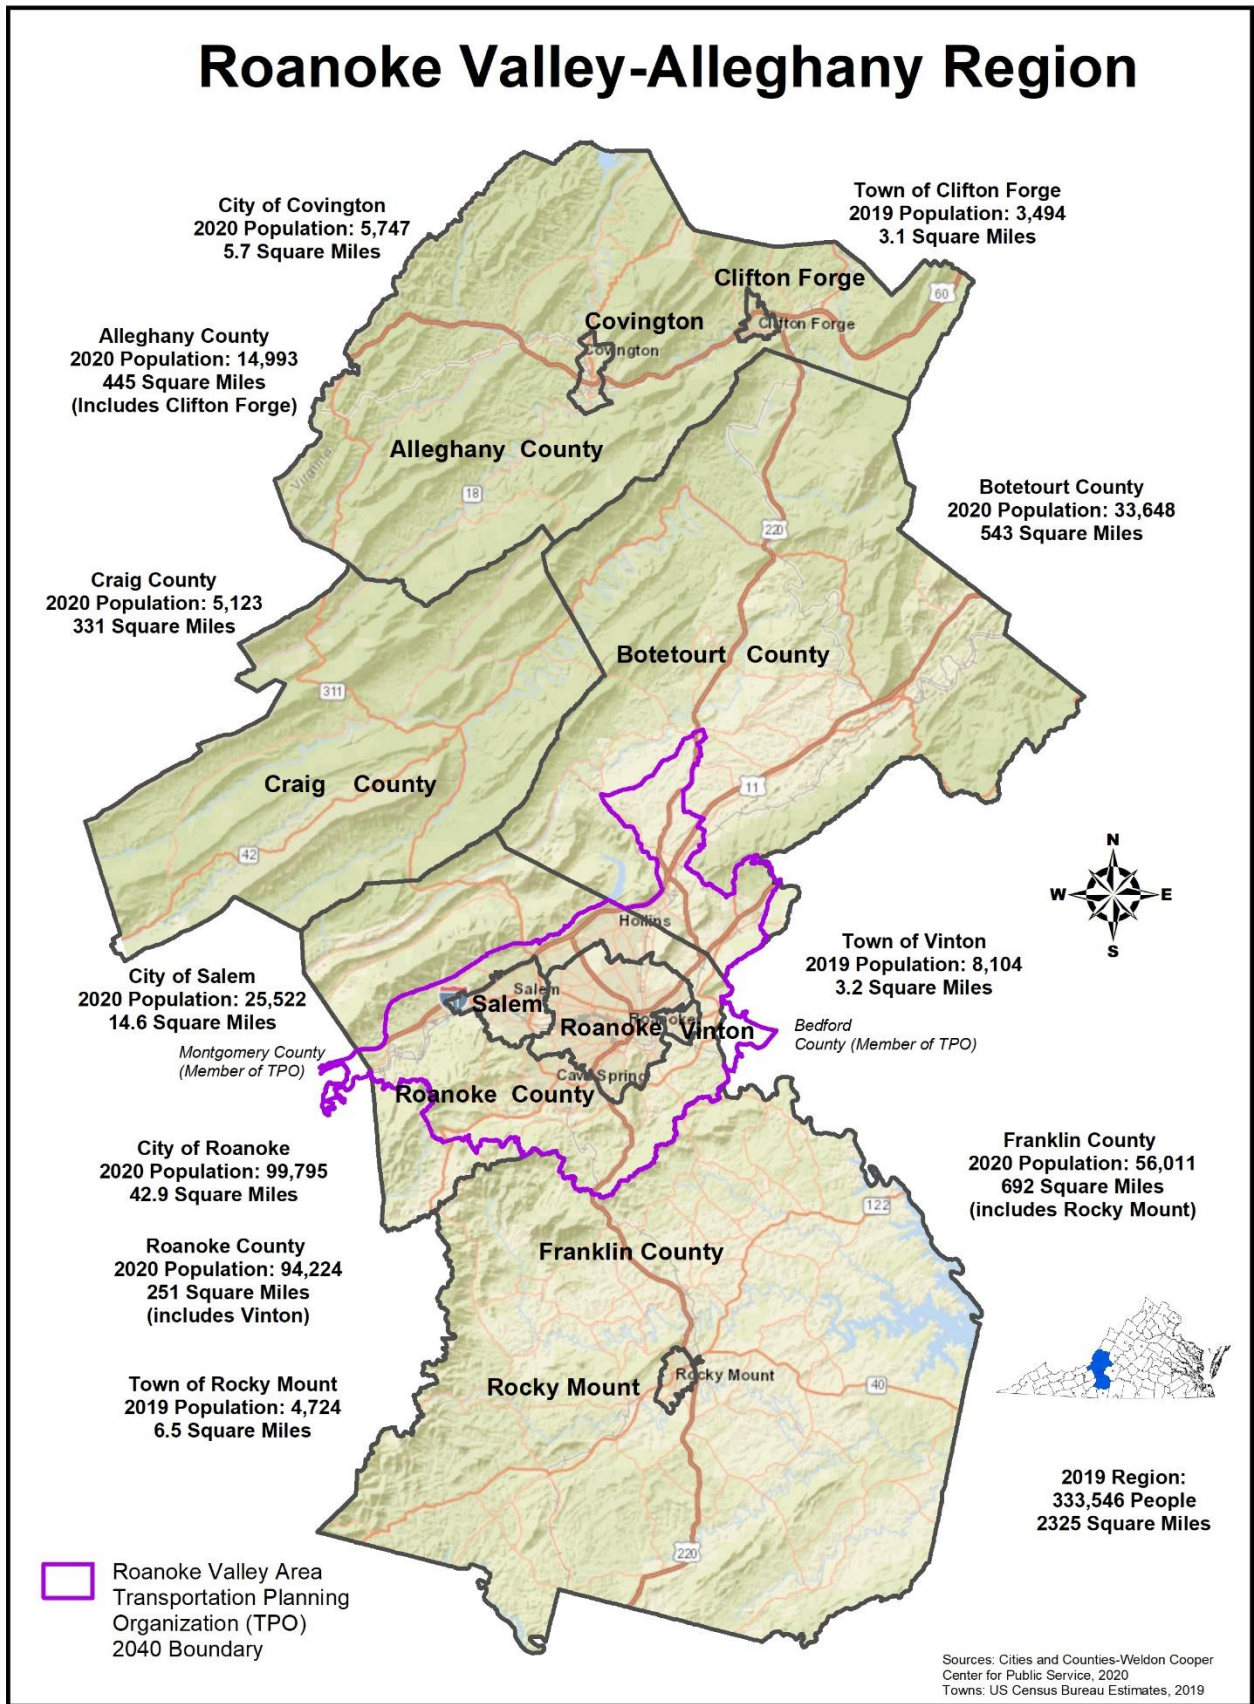 Roanoke Valley-Alleghany Region
City of Covington
2020 Population: 5,747
5.7 Square Miles
Town of Clifton Forge
2019 Population: 3,494
3.1 Square Miles
Clifton Forge
60
Clifton Forge
Covington
Covington
Alleghany County
2020 Population: 14,993
445 Square Miles
(Includes Clifton Forge)
Alleghany County
Virginia
18
Botetourt County
2020 Population: 33,648
543 Square Miles
220
Craig County
2020 Population: 5,123
331 Square Miles
Botetourt County
311
Craig County
11
42
N
W
E
S
Hollins
Town of Vinton
2019 Population: 8,104
3.2 Square Miles
City of Salem
2020 Population: 25,522
14.6 Square Miles
Salem
Salem
Roanoke
Roanoke
Vinton
Bedford
County (Member of TPO)
Montgomery County
(Member of TPO)
Cave Spring
Roanoke County
City of Roanoke
2020 Population: 99,795
42.9 Square Miles
Franklin County
2020 Population: 56,011
692 Square Miles
(includes Rocky Mount)
122
Roanoke County
2020 Population: 94,224
251 Square Miles
(includes Vinton)
Franklin County
Town of Rocky Mount
2019 Population: 4,724
6.5 Square Miles
Rocky Mount
Rocky Mount
40
2019 Region:
333,546 People
2325 Square Miles
220
Roanoke Valley Area
Transportation Planning
Organization (TPO)
2040 Boundary
Sources: Cities and Counties-Weldon Cooper
Center for Public Service, 2020
Towns: US Census Bureau Estimates, 2019